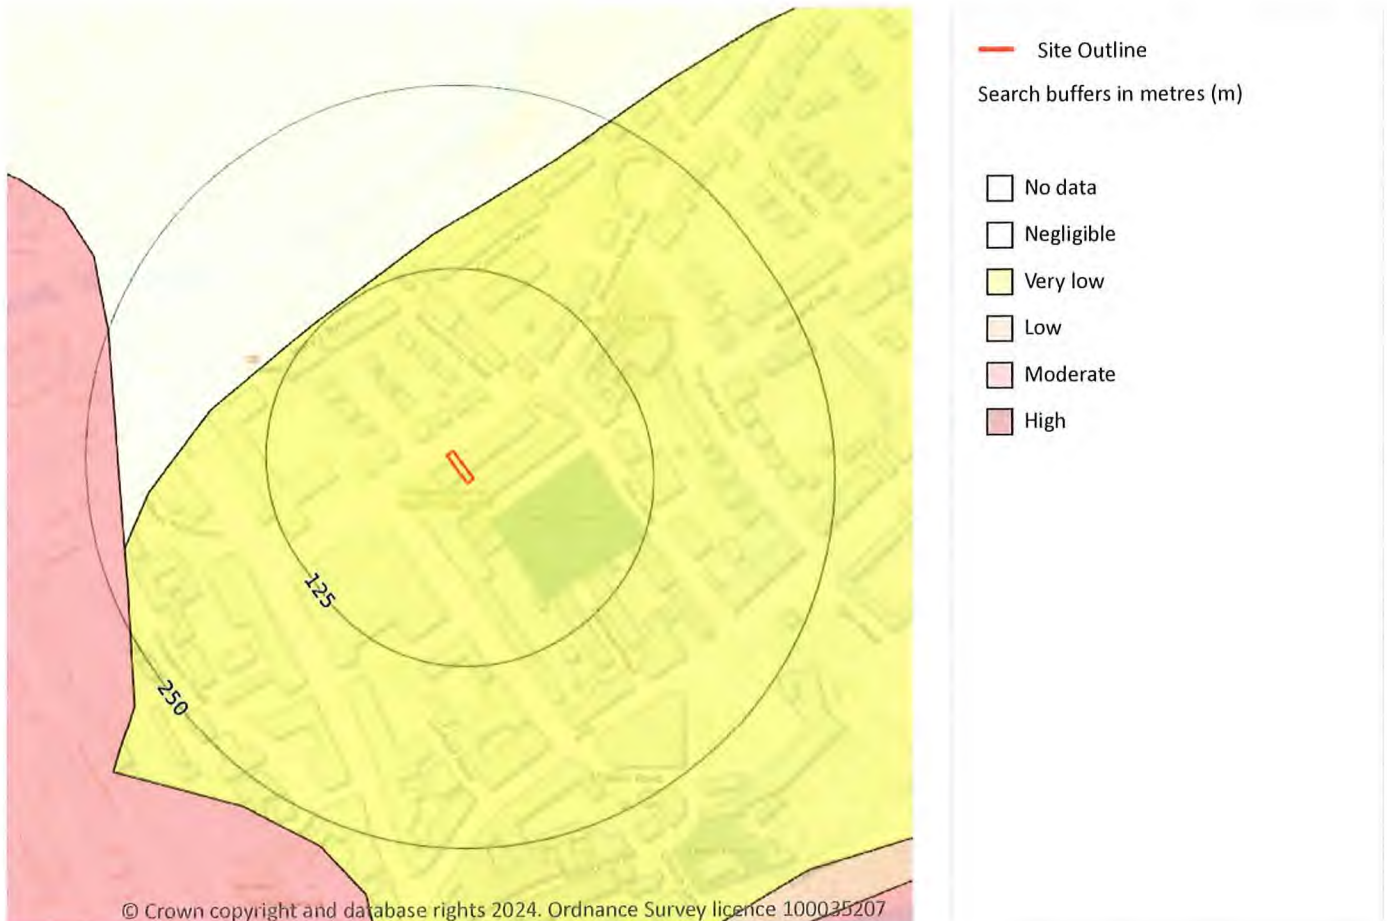 125
250
© Crown copyright and database rights 2024. Ordnance Survey licence 100035207
Site Outline
Search buffers in metres (m)
No data
Negligible
Very low
Low
Moderate
High